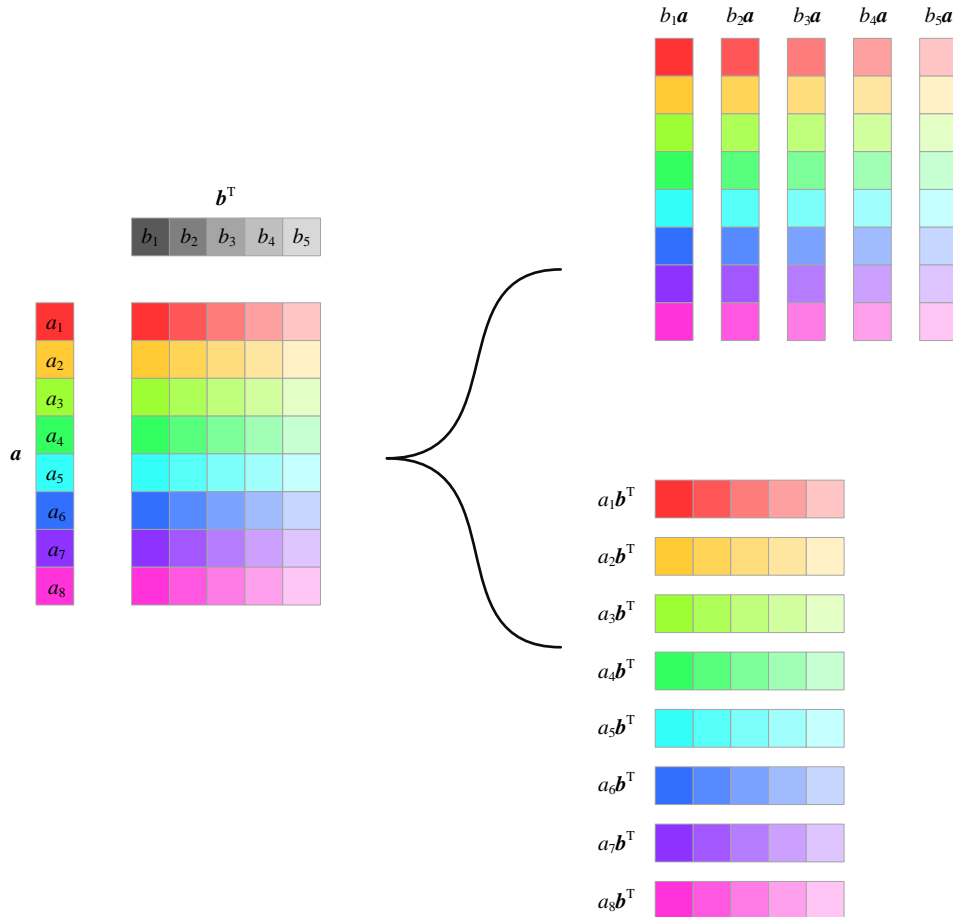 b₁a b₂a b₃a b₄a b₅a
bᵀ
b₁ b₂ b₃ b₄ b₅
a
a₁
a₂
a₃
a₄
a₅
a₆
a₇
a₈
a₁bᵀ
a₂bᵀ
a₃bᵀ
a₄bᵀ
a₅bᵀ
a₆bᵀ
a₇bᵀ
a₈bᵀ